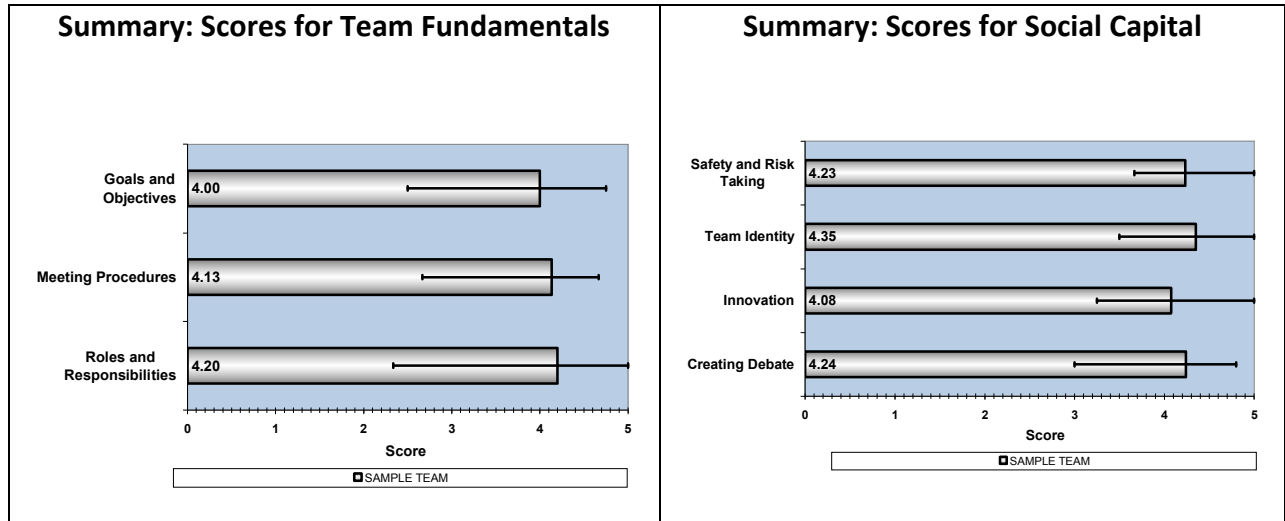 Summary: Scores for Team Fundamentals
Goals and
Objectives
4.00
Meeting Procedures
4.13
Roles and
Responsibilities
4.20
0 1 2 3 4 5
Score
SAMPLE TEAM
Summary: Scores for Social Capital
Safety and Risk
Taking
4.23
Team Identity
4.35
Innovation
4.08
Creating Debate
4.24
0 1 2 3 4 5
Score
SAMPLE TEAM